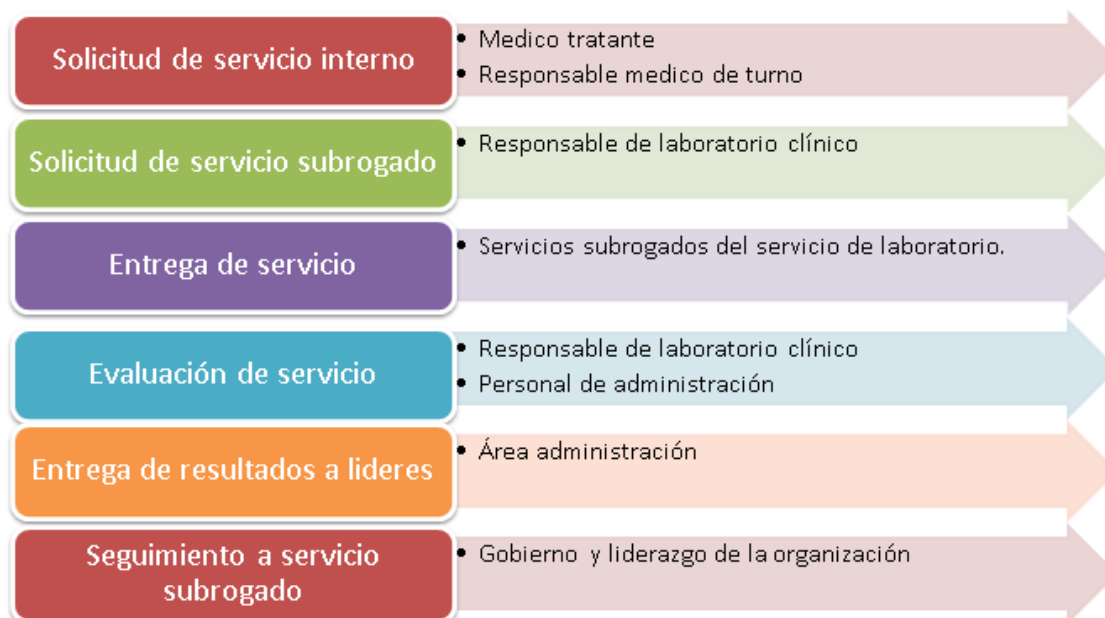 Solicitud de servicio interno
• Medico tratante
• Responsable medico de turno
Solicitud de servicio subrogado
• Responsable de laboratorio clínico
Entrega de servicio
• Servicios subrogados del servicio de laboratorio.
Evaluación de servicio
• Responsable de laboratorio clínico
• Personal de administración
Entrega de resultados a lideres
• Área administración
Seguimiento a servicio
subrogado
• Gobierno y liderazgo de la organización